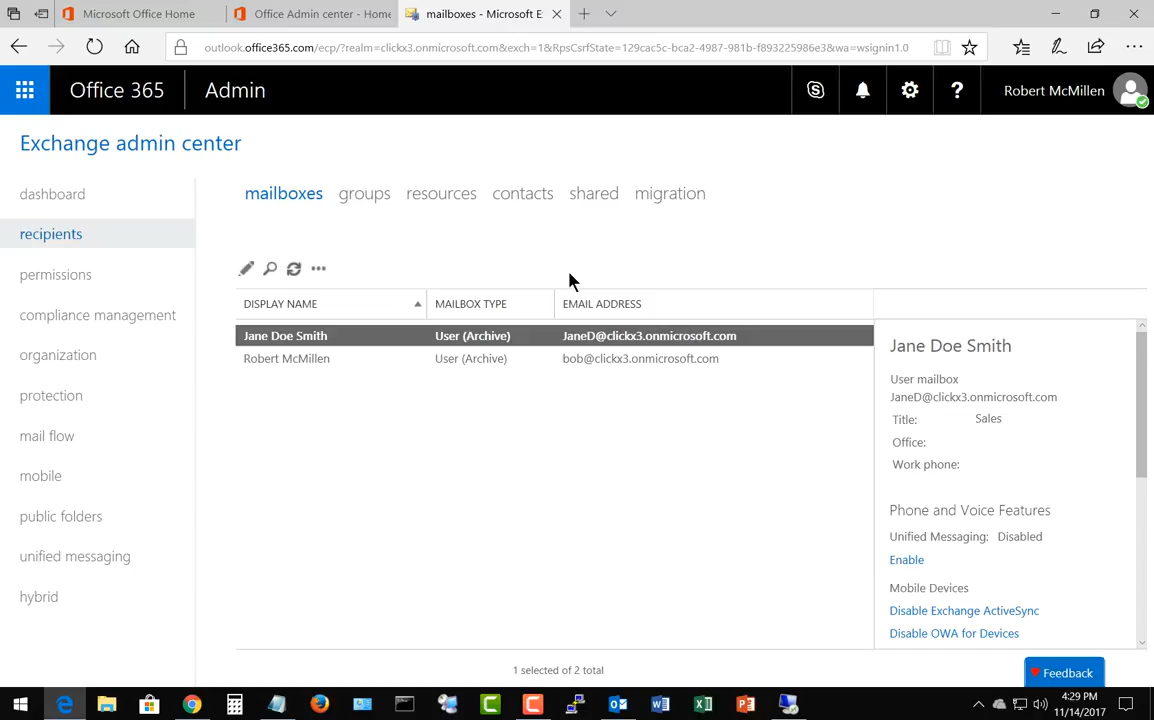 Microsoft Office Home
Office Admin center - Home
mailboxes - Microsoft E
outlook.office365.com/ecp/?realm=clickx3.onmicrosoft.com&exch=1&RpsCsrfState=129cac5c-bca2-4987-981b-f893225986e3&wa=wsignin1.0
Office 365
Admin
Robert McMillen
Exchange admin center
dashboard
recipients
permissions
compliance management
organization
protection
mail flow
mobile
public folders
unified messaging
hybrid
mailboxes groups resources contacts shared migration
DISPLAY NAME MAILBOX TYPE EMAIL ADDRESS
Jane Doe Smith User (Archive) JaneD@clickx3.onmicrosoft.com
Robert McMillen User (Archive) bob@clickx3.onmicrosoft.com
1 selected of 2 total
Jane Doe Smith
User mailbox
JaneD@clickx3.onmicrosoft.com
Title: Sales
Office:
Work phone:
Phone and Voice Features
Unified Messaging: Disabled
Enable
Mobile Devices
Disable Exchange ActiveSync
Disable OWA for Devices
Feedback
4:29 PM
11/14/2017